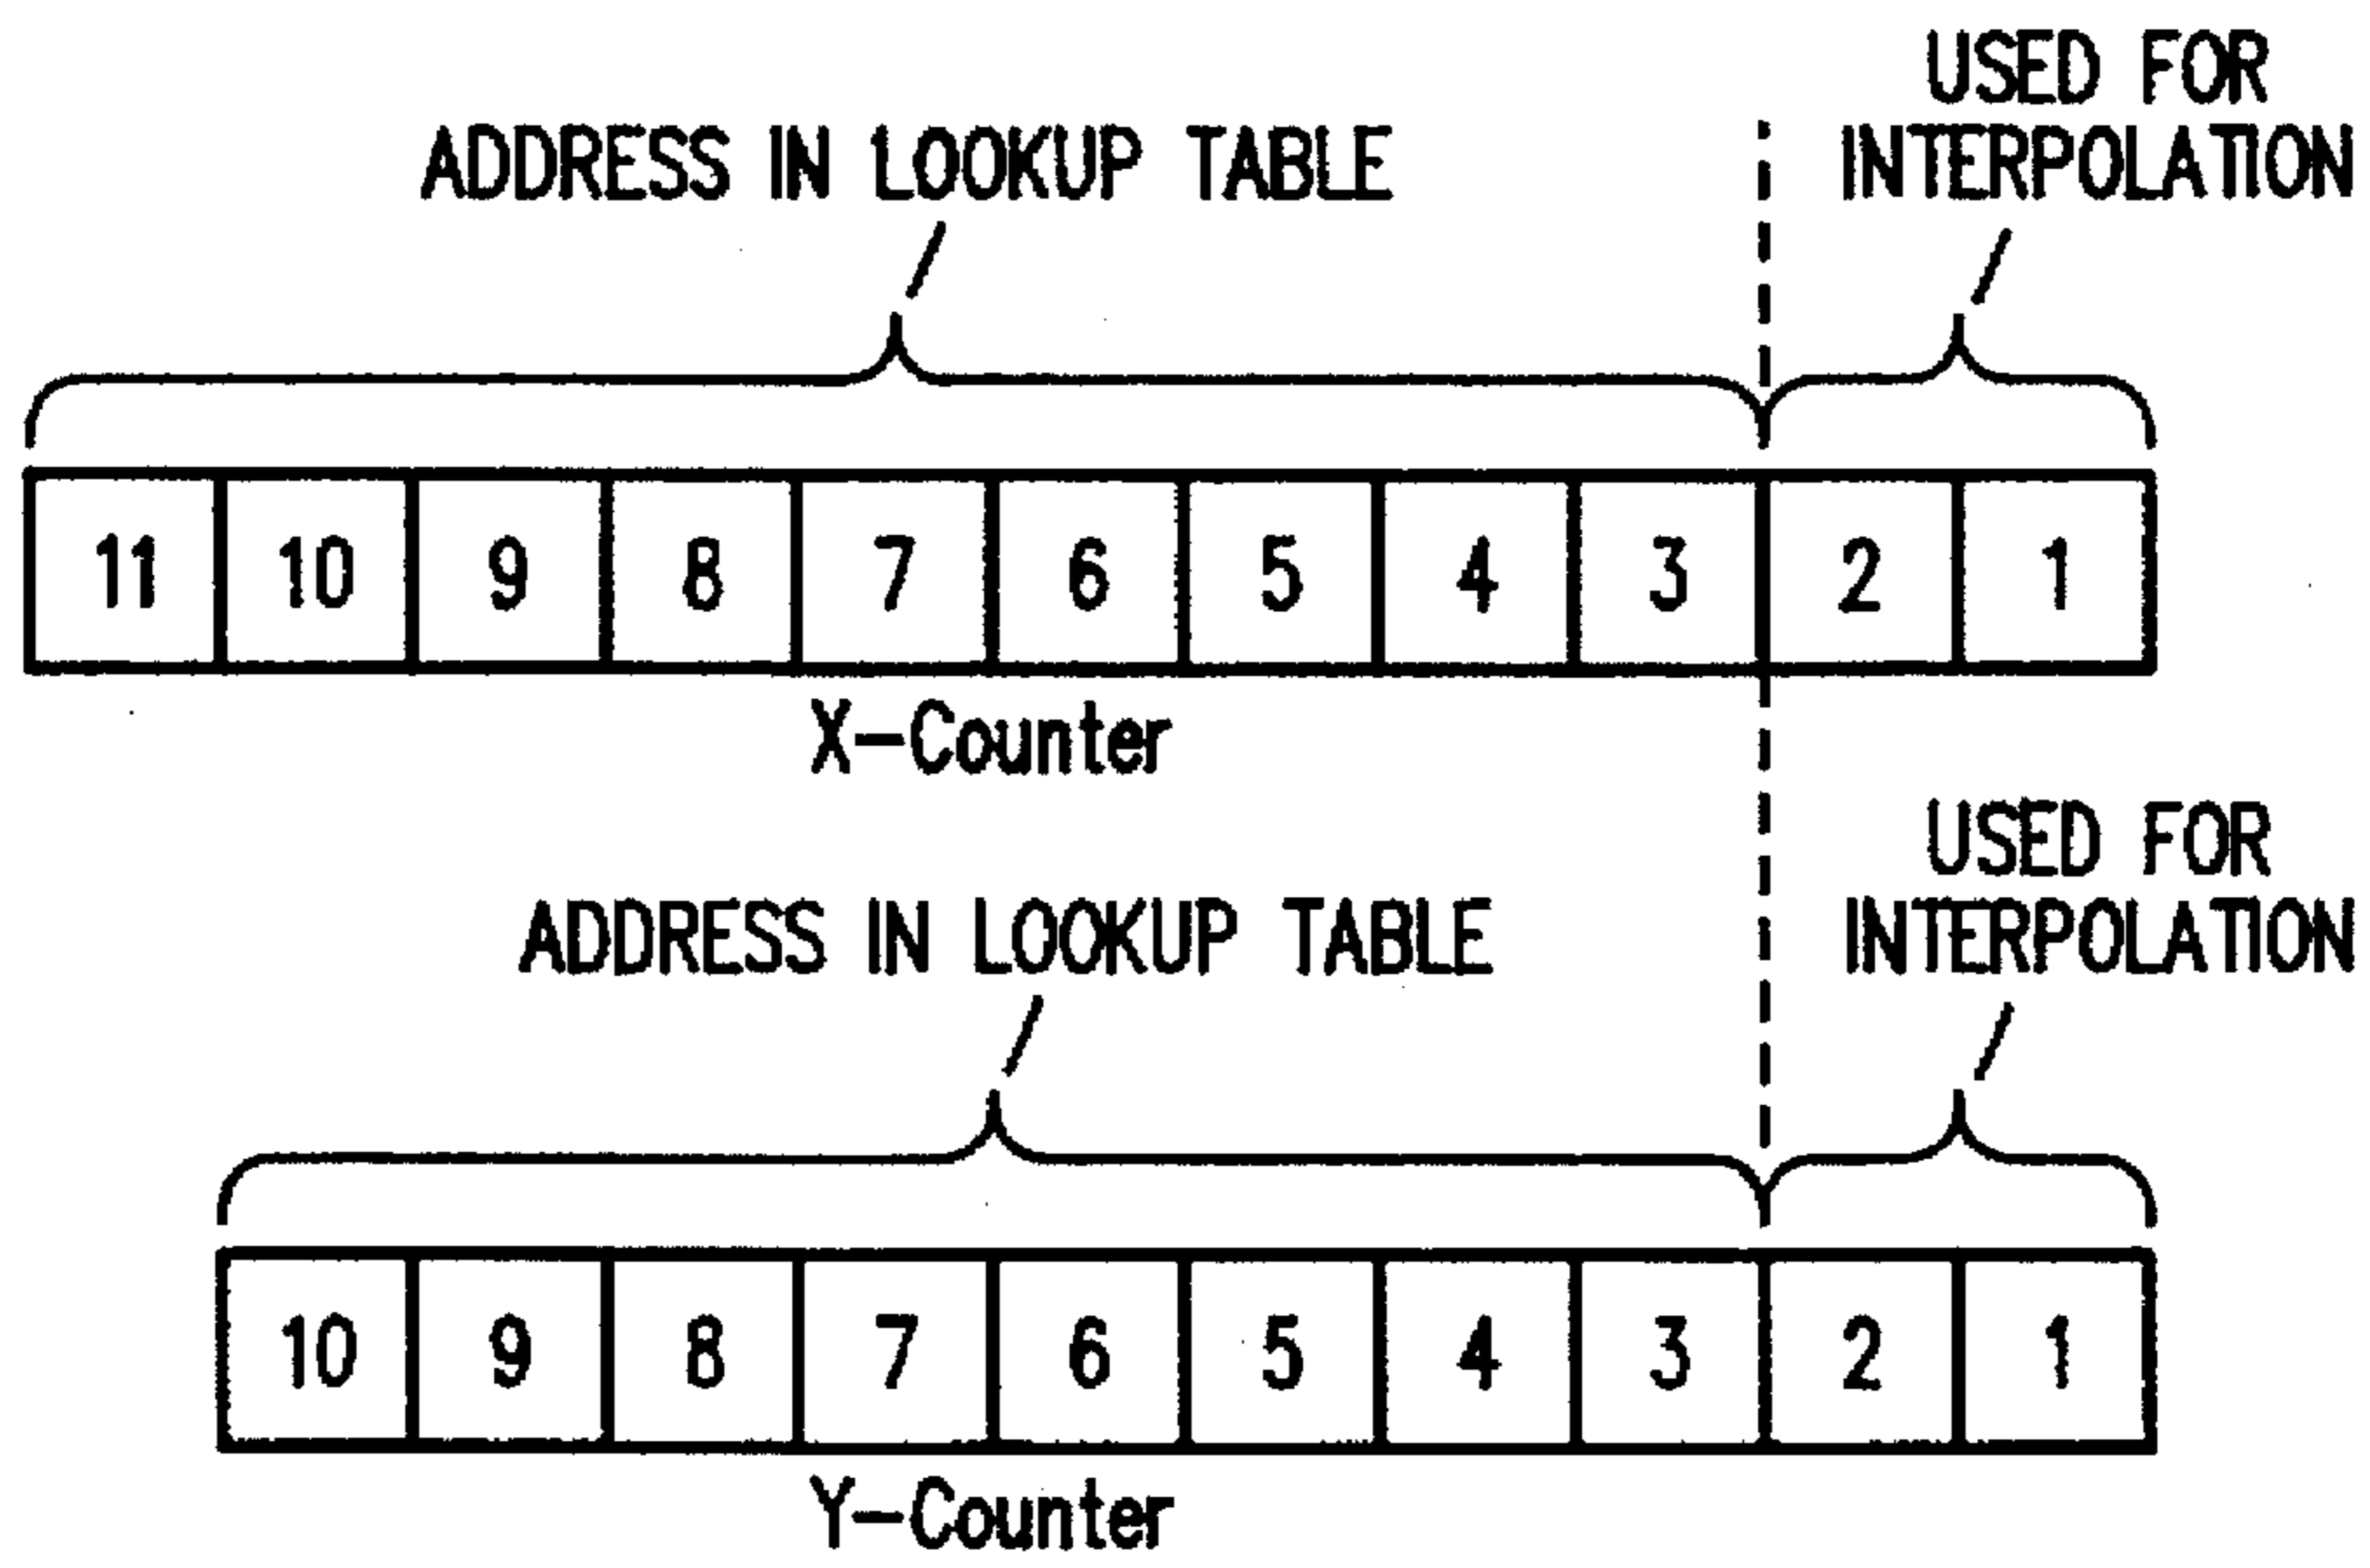 USED FOR
ADDRESS IN LOOKUP TABLE INTERPOLATION
11 10 9 8 7 6 5 4 3 2 1
X-Counter
USED FOR
ADDRESS IN LOOKUP TABLE INTERPOLATION
10 9 8 7 6 5 4 3 2 1
Y-Counter